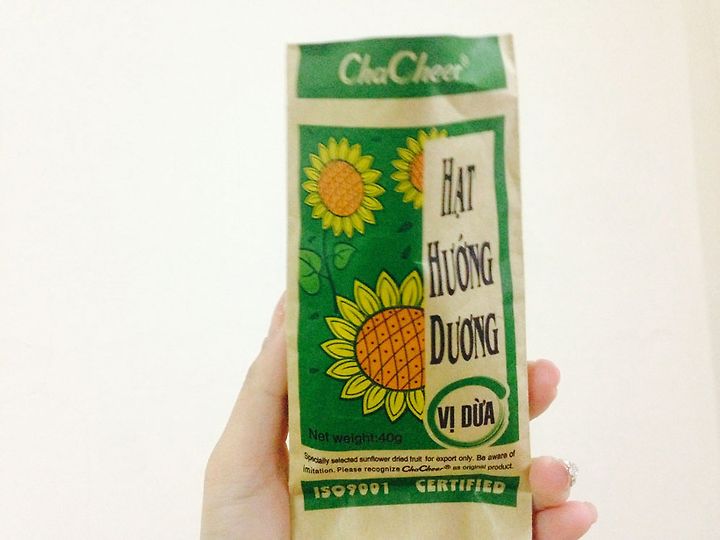 ChaCheer®
HẠT
HƯỚNG
DƯƠNG
VỊ DỪA
Net weight:40g
Specially selected sunflower dried fruit for export only. Be aware of
imitation. Please recognize ChaCheer® as original product.
ISO9001 CERTIFIED